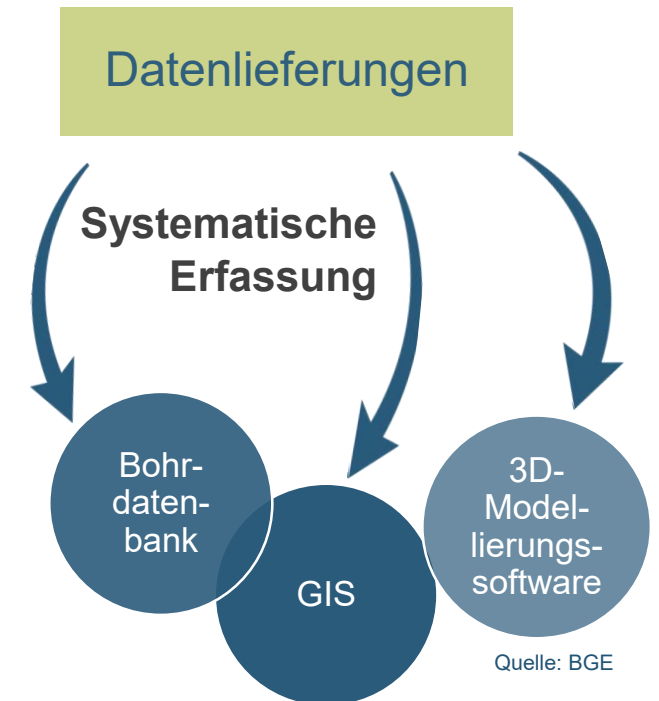 Datenlieferungen
Systematische
Erfassung
Bohr-
daten-
bank
GIS
3D-
Model-
lierungs-
software
Quelle: BGE